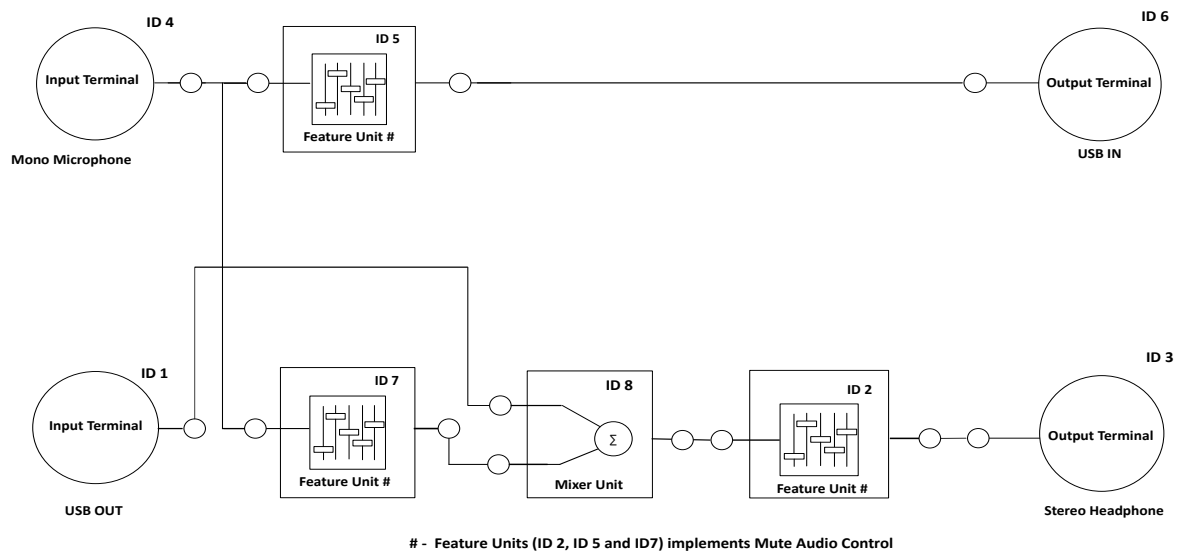 ID 4
Input Terminal
Mono Microphone
ID 5
Feature Unit #
ID 6
Output Terminal
USB IN
ID 1
Input Terminal
USB OUT
ID 7
Feature Unit #
ID 8
Σ
Mixer Unit
ID 2
Feature Unit #
ID 3
Output Terminal
Stereo Headphone
# - Feature Units (ID 2, ID 5 and ID7) implements Mute Audio Control